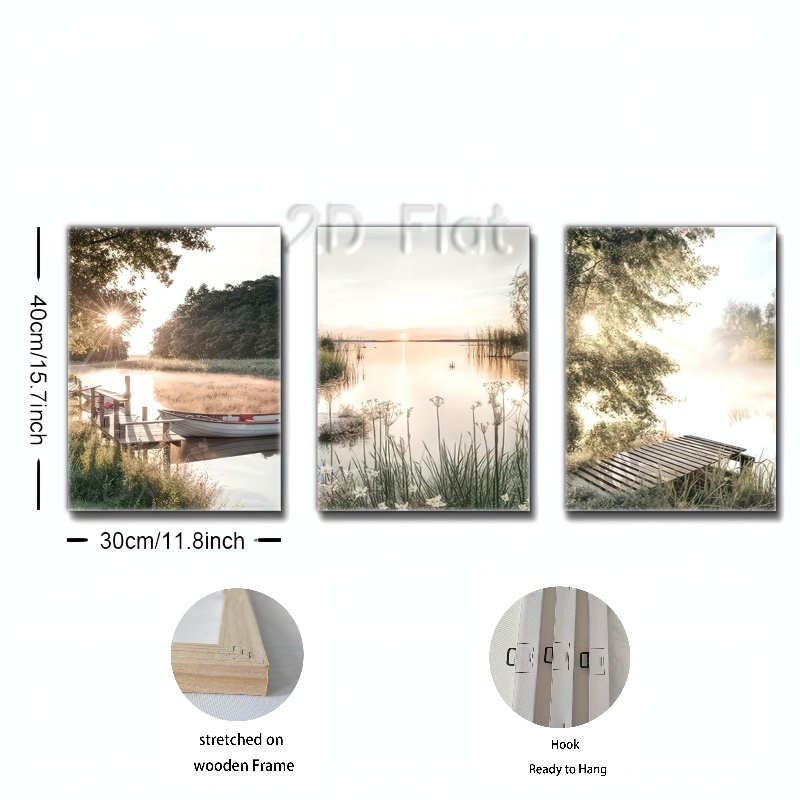 2D Flat
40cm/15.7inch
30cm/11.8inch
stretched on
wooden Frame
Hook
Ready to Hang